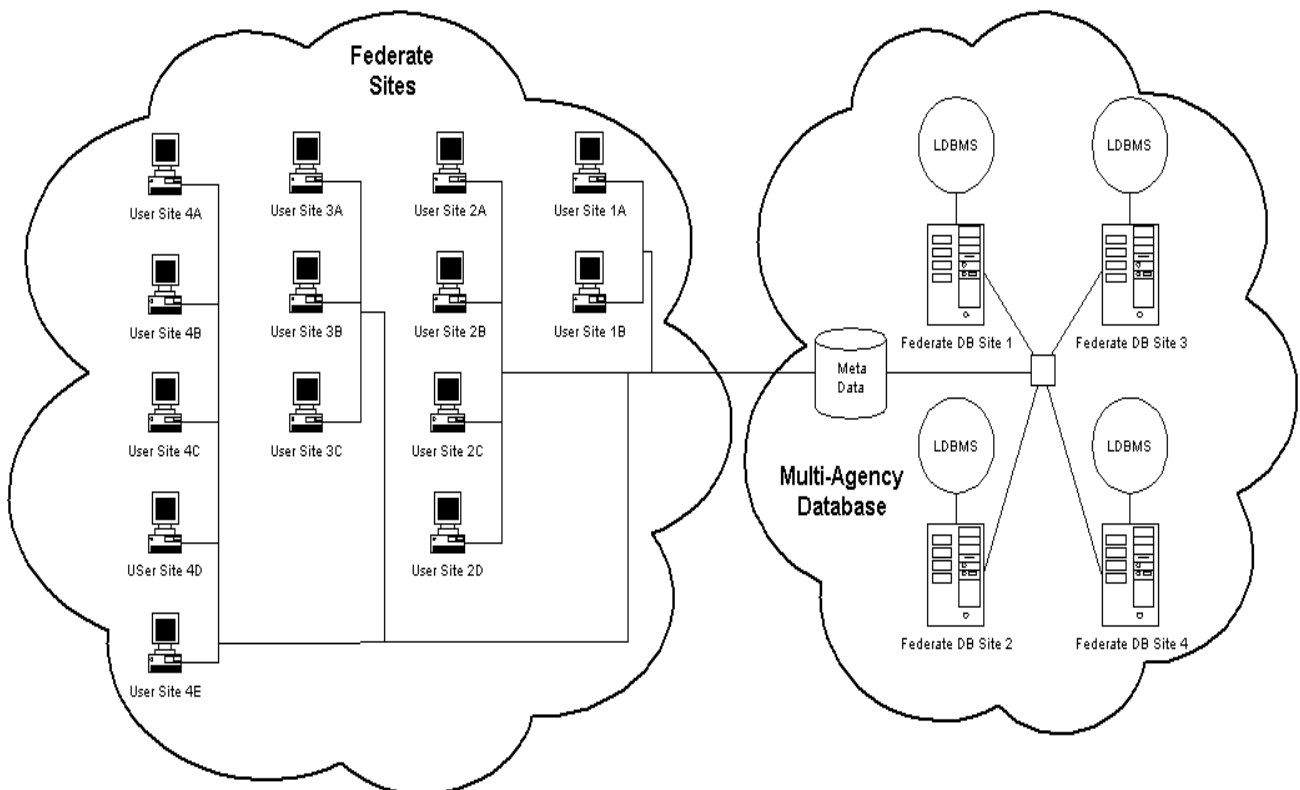 Federate
Sites
User Site 4A
User Site 3A
User Site 2A
User Site 1A
User Site 4B
User Site 3B
User Site 2B
User Site 1B
User Site 4C
User Site 3C
User Site 2C
USer Site 4D
User Site 2D
User Site 4E
LDBMS
LDBMS
Federate DB Site 1
Federate DB Site 3
Meta
Data
LDBMS
LDBMS
Multi-Agency
Database
Federate DB Site 2
Federate DB Site 4